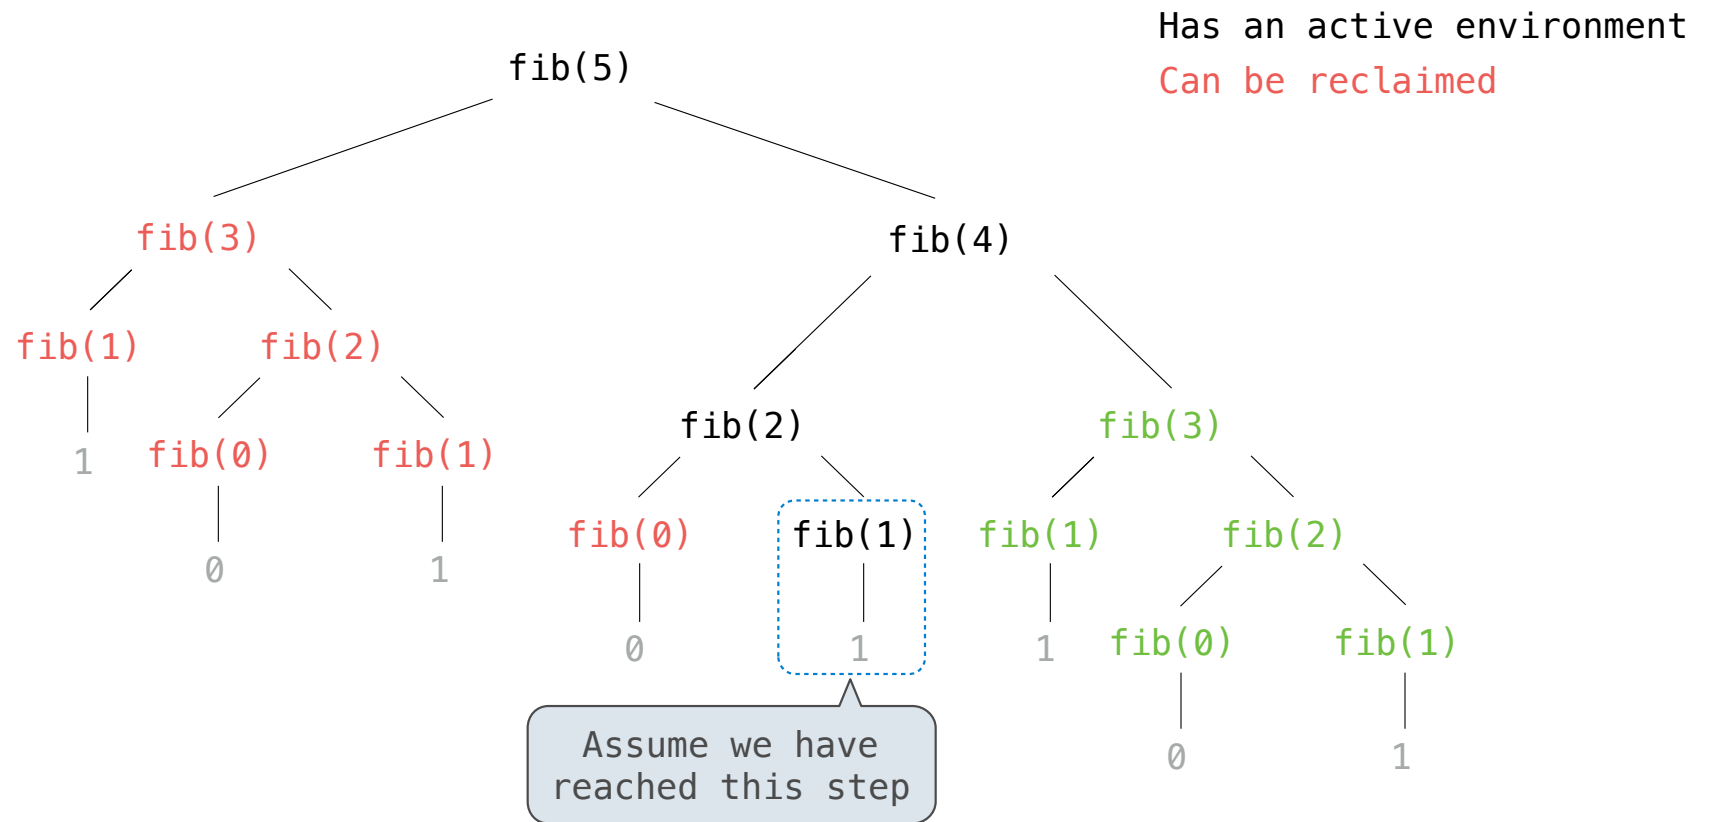 Has an active environment
fib(5)
Can be reclaimed
fib(3)
fib(4)
fib(1)
fib(2)
fib(2)
fib(3)
1
fib(0)
fib(1)
fib(0)
fib(1)
fib(1)
fib(2)
0
1
0
1
1
fib(0)
fib(1)
Assume we have
reached this step
0
1